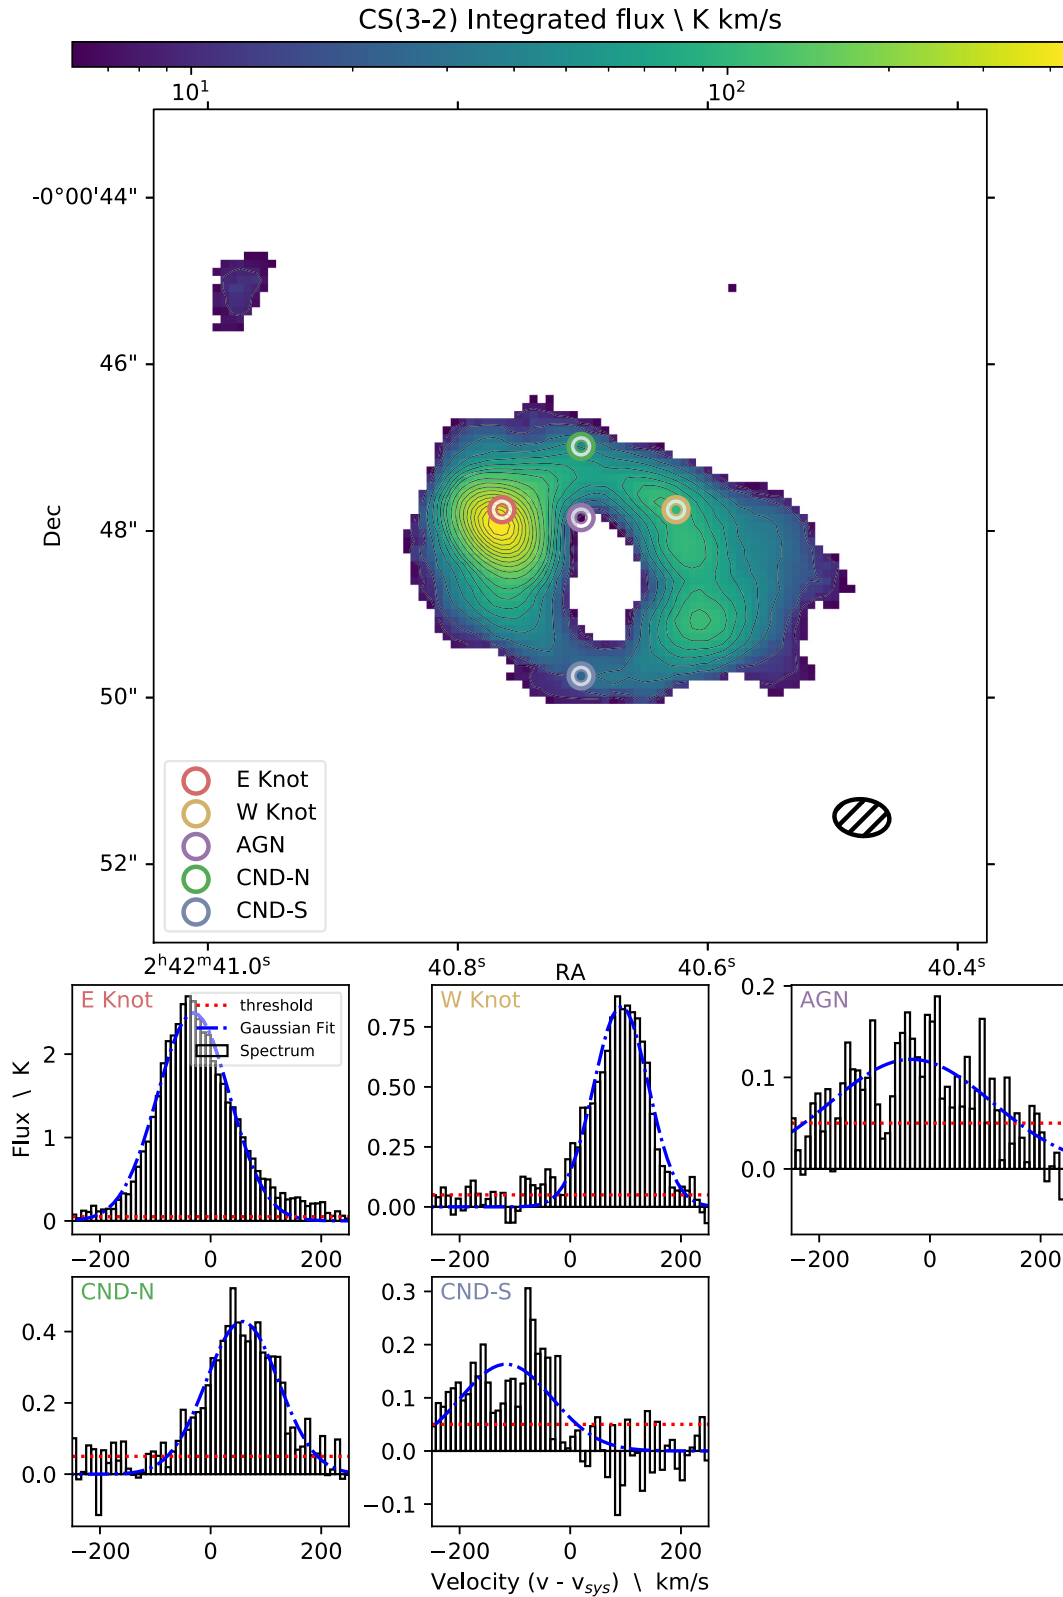 CS(3-2) Integrated flux \ K km/s
10¹ 10²
-0°00'44"
46"
48"
50"
52"
Dec
E Knot
W Knot
AGN
CND-N
CND-S
2ʰ42ᵐ41.0ˢ 40.8ˢ 40.6ˢ 40.4ˢ
RA
E Knot
threshold
Gaussian Fit
Spectrum
2
1
0
Flux \ K
−200 0 200
W Knot
0.75
0.50
0.25
0.00
−200 0 200
AGN
0.2
0.1
0.0
−200 0 200
CND-N
0.4
0.2
0.0
−200 0 200
CND-S
0.3
0.2
0.1
0.0
−0.1
−200 0 200
Velocity (v - vsys) \ km/s